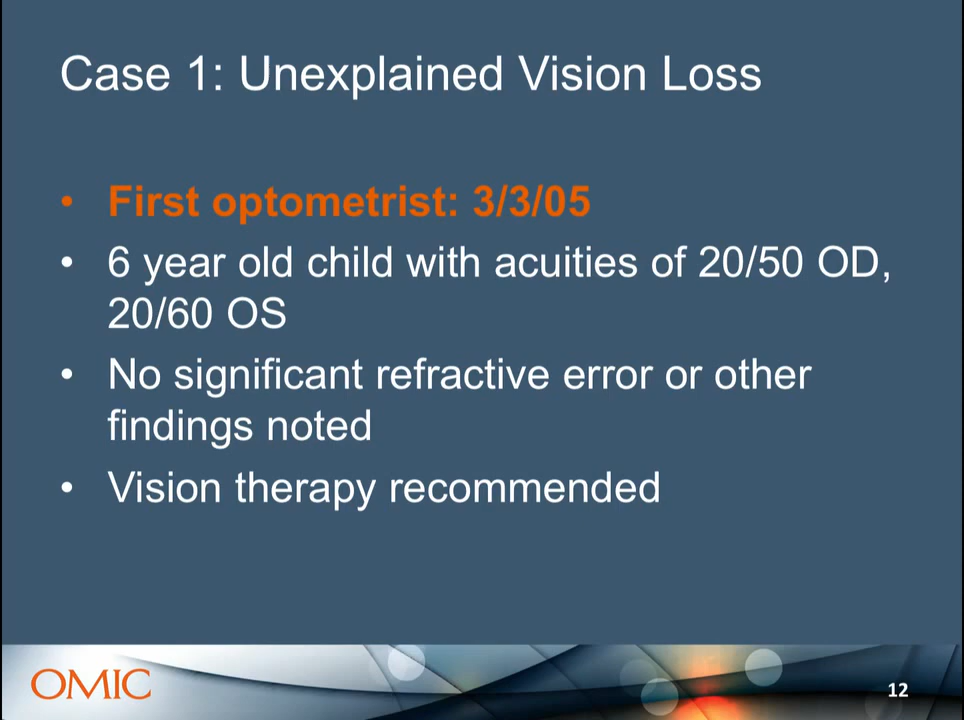 Case 1: Unexplained Vision Loss
• First optometrist: 3/3/05
• 6 year old child with acuities of 20/50 OD,
20/60 OS
• No significant refractive error or other
findings noted
• Vision therapy recommended
OMIC
12